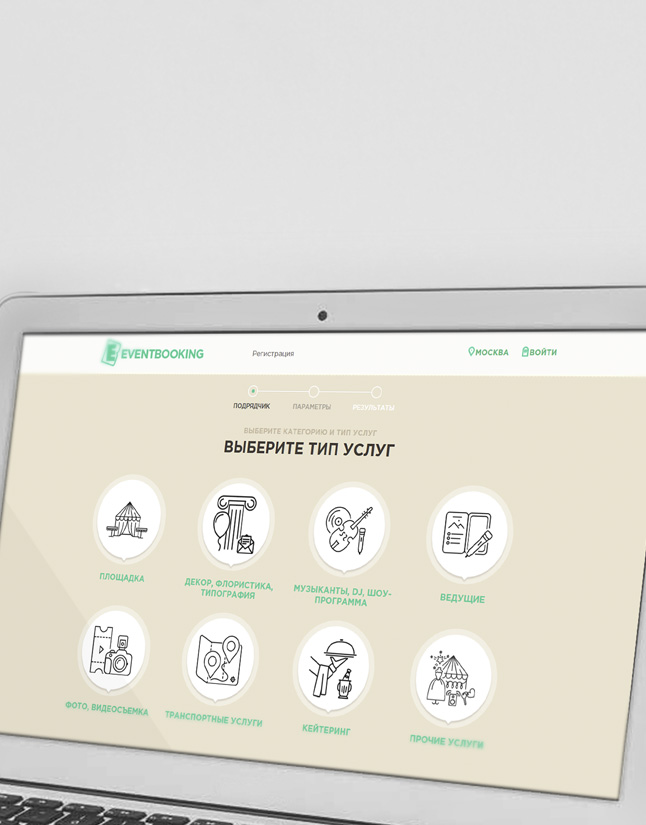 EVENTBOOKING
Регистрация
МОСКВА
ВОЙТИ
ПОДРЯДЧИК
ПАРАМЕТРЫ
РЕЗУЛЬТАТЫ
ВЫБЕРИТЕ КАТЕГОРИЮ И ТИП УСЛУГ
ВЫБЕРИТЕ ТИП УСЛУГ
ПЛОЩАДКА
ДЕКОР, ФЛОРИСТИКА,
ТИПОГРАФИЯ
МУЗЫКАНТЫ, DJ, ШОУ-
ПРОГРАММА
ВЕДУЩИЕ
ФОТО, ВИДЕОСЪЕМКА
ТРАНСПОРТНЫЕ УСЛУГИ
КЕЙТЕРИНГ
ПРОЧИЕ УСЛУГИ